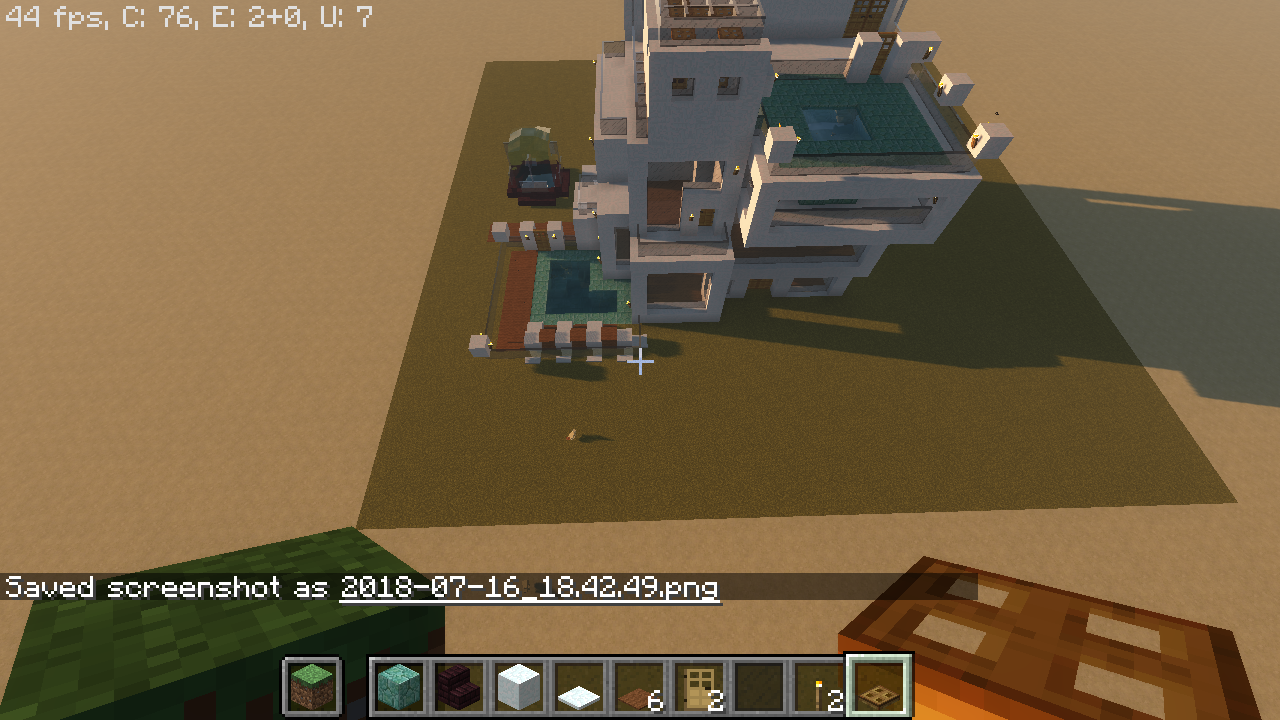 44 fps, C: 76, E: 2+0, U: 7
Saved screenshot as 2018-07-16_18.42.49.png
6 2 2